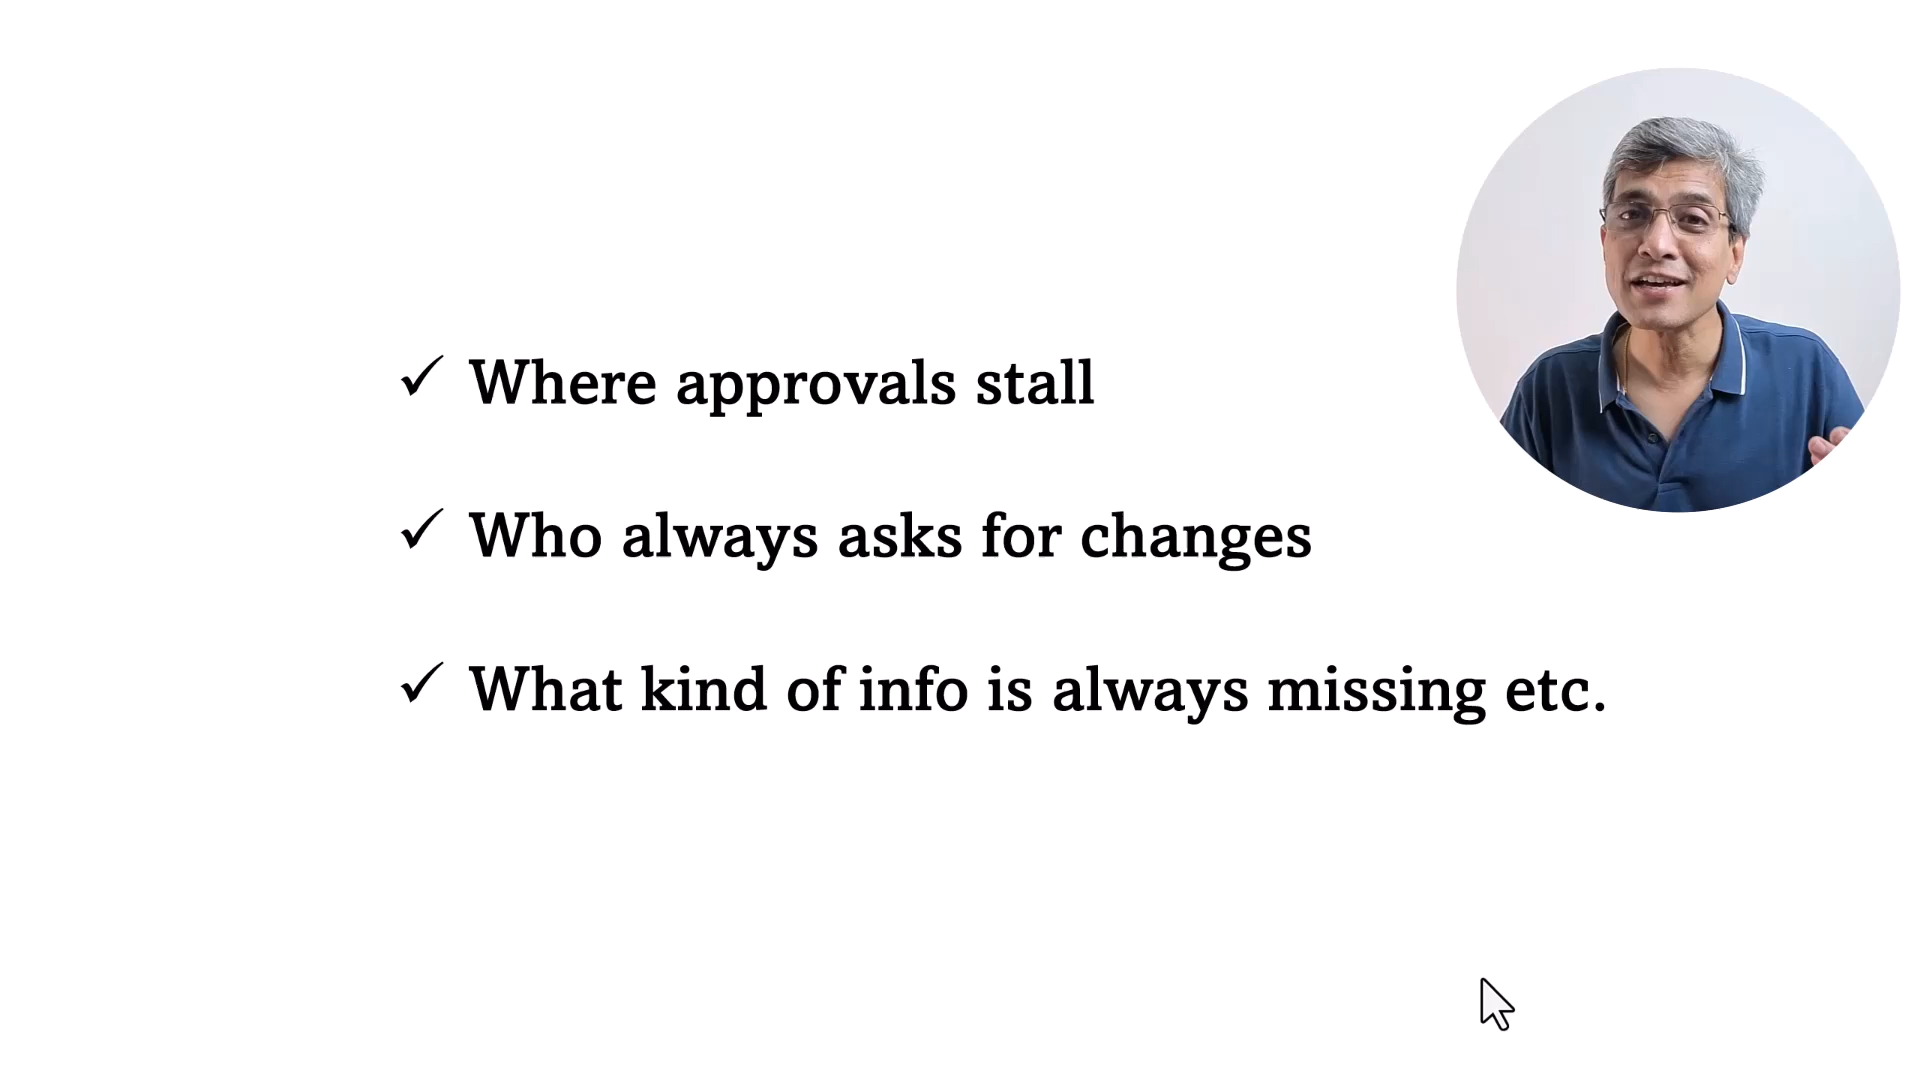 ✓ Where approvals stall
✓ Who always asks for changes
✓ What kind of info is always missing etc.